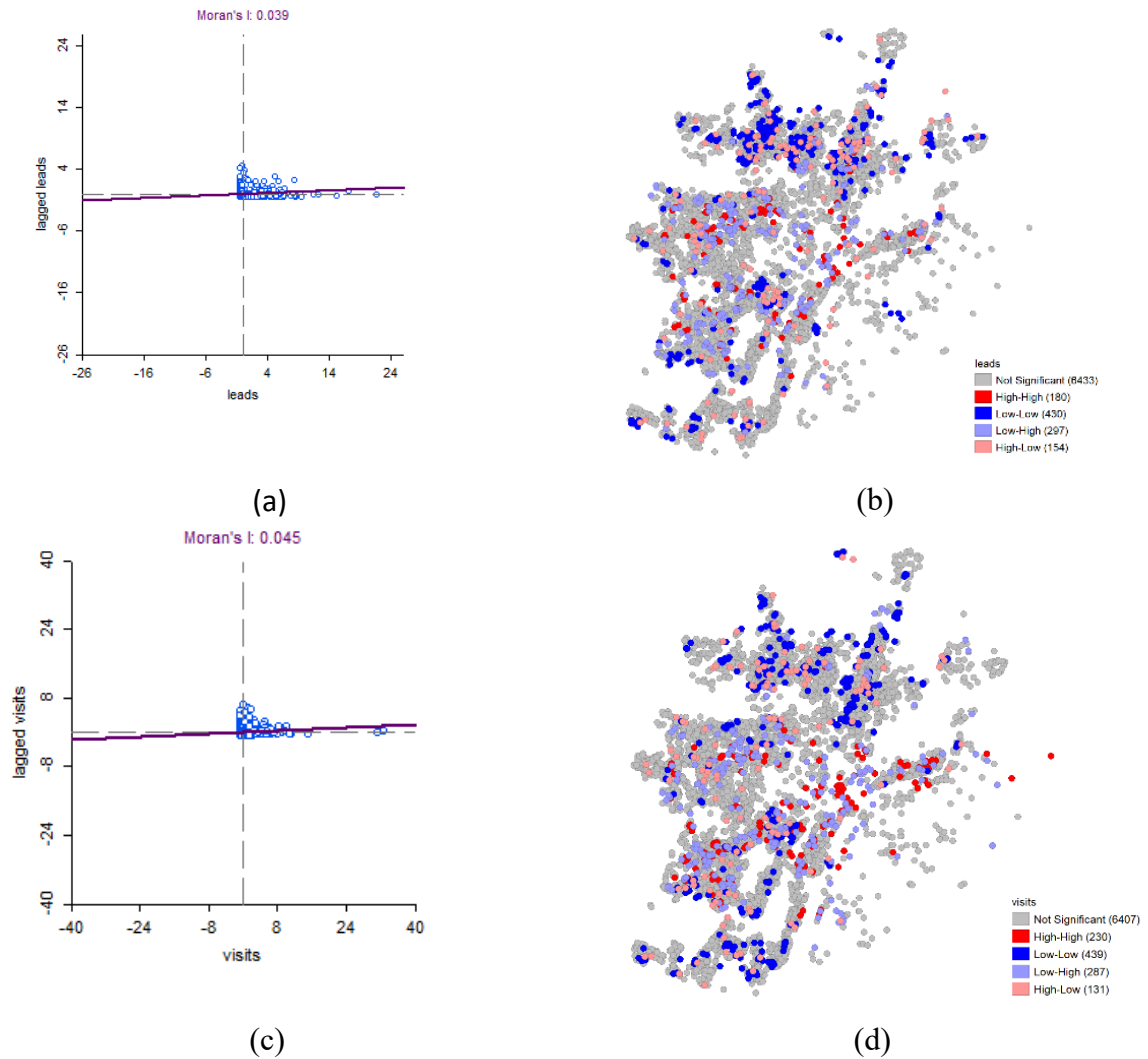 Moran's I: 0.039
24
14
4
-6
-16
-26
lagged leads
-26 -16 -6 4 14 24
leads
leads
Not Significant (6433)
High-High (180)
Low-Low (430)
Low-High (297)
High-Low (154)
(a)
(b)
Moran's I: 0.045
40
24
8
-8
-24
-40
lagged visits
-40 -24 -8 8 24 40
visits
visits
Not Significant (6407)
High-High (230)
Low-Low (439)
Low-High (287)
High-Low (131)
(c)
(d)